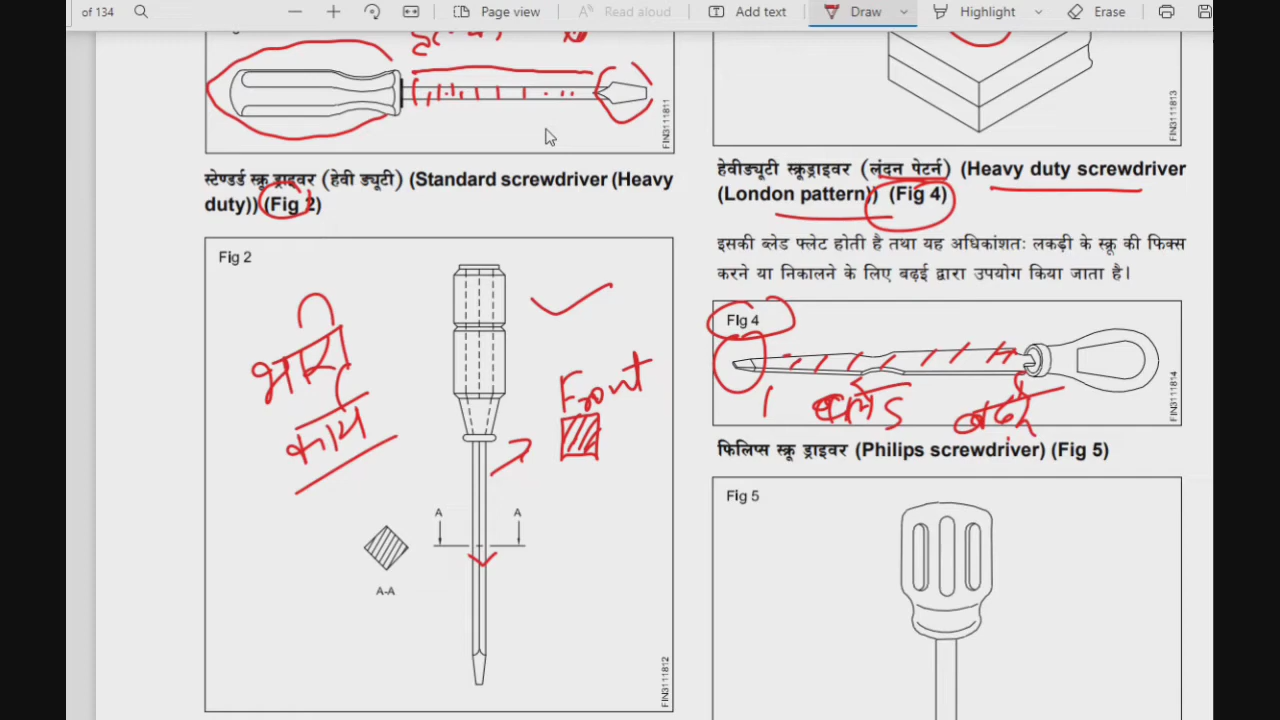 of 134
Page view
Read aloud
Add text
Draw
Highlight
Erase
FIN3111811
स्टेण्डर्ड स्क्रू ड्राइवर (हेवी ड्यूटी) (Standard screwdriver (Heavy
duty)) (Fig 2)
Fig 2
भारी
कार्य
Front
A A
A-A
FIN3111812
FIN3111813
हेवीड्यूटी स्क्रूड्राइवर (लंदन पेटर्न) (Heavy duty screwdriver
(London pattern)) (Fig 4)
इसकी ब्लेड फ्लेट होती है तथा यह अधिकांशतः लकड़ी के स्क्रू की फिक्स
करने या निकालने के लिए बढ़ई द्वारा उपयोग किया जाता है।
Fig 4
ब्लेड
FIN3111814
फिलिप्स स्क्रू ड्राइवर (Philips screwdriver) (Fig 5)
Fig 5